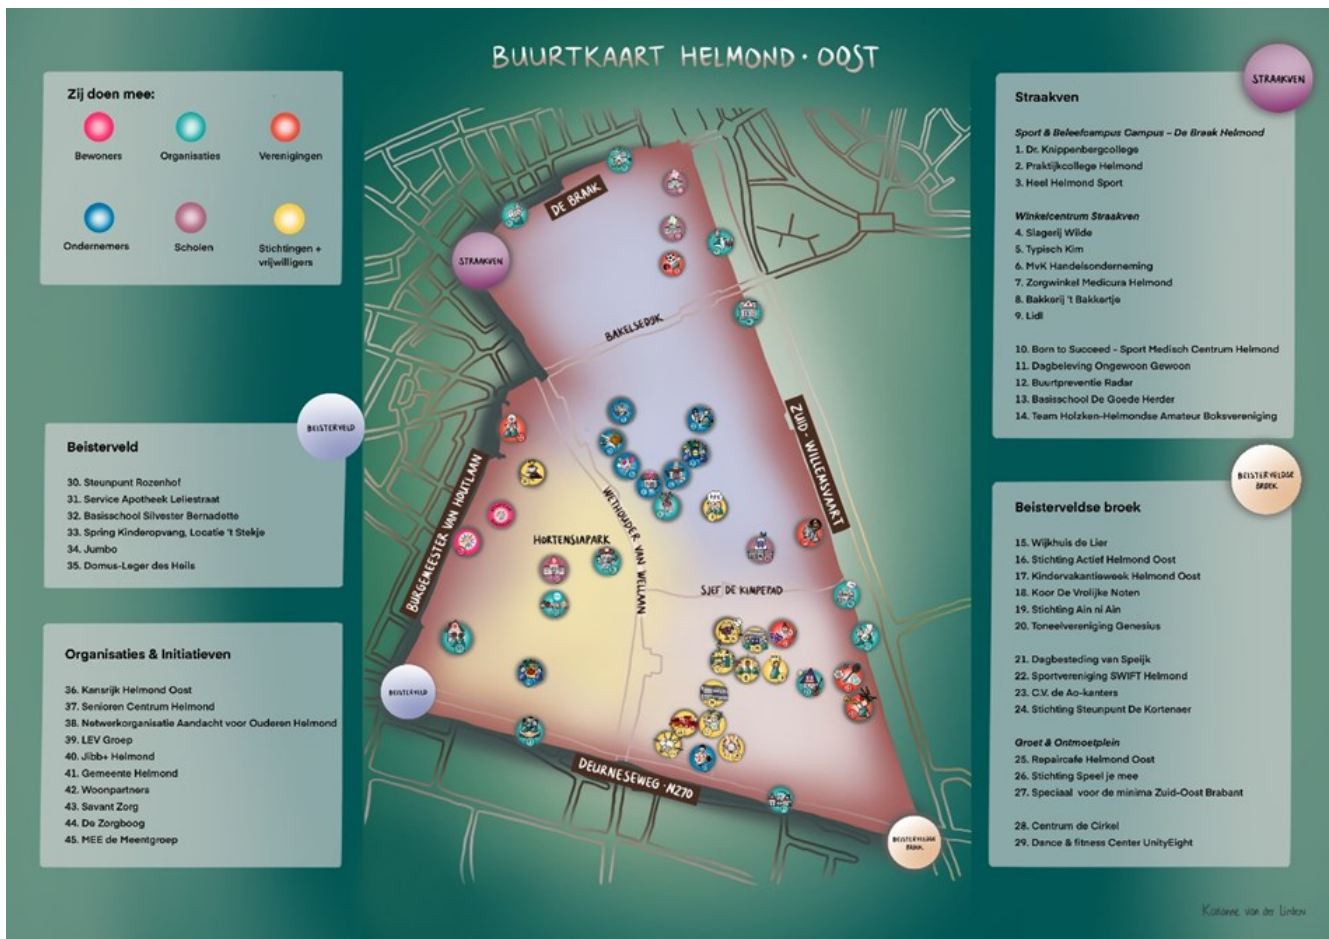 BUURTKAART HELMOND · OOST
Zij doen mee:
Bewoners
Organisaties
Verenigingen
Ondernemers
Scholen
Stichtingen +
vrijwilligers
BEISTERVELD
Beisterveld
30. Steunpunt Rozenhof
31. Service Apotheek Leliestraat
32. Basisschool Silvester Bernadette
33. Spring Kinderopvang, Locatie 't Stekje
34. Jumbo
35. Domus-Leger des Heils
Organisaties & Initiatieven
36. Kansrijk Helmond Oost
37. Senioren Centrum Helmond
38. Netwerkorganisatie Aandacht voor Ouderen Helmond
39. LEV Groep
40. Jibb+ Helmond
41. Gemeente Helmond
42. Woonpartners
43. Savant Zorg
44. De Zorgboog
45. MEE de Meentgroep
DE BRAAK
STRAAKVEN
BAKELSEDIJK
ZUID-WILLEMSVAART
BURGEMEESTER VAN HOUTLAAN
WETHOUDER VAN WELLAAN
HORTENSIAPARK
SJEF DE KIMPEPAD
BEISTERVELD
DEURNESEWEG · N270
BEISTERVELDSE
BROEK
STRAAKVEN
Straakven
Sport & Beleefcampus Campus – De Braak Helmond
1. Dr. Knippenbergcollege
2. Praktijkcollege Helmond
3. Heel Helmond Sport
Winkelcentrum Straakven
4. Slagerij Wilde
5. Typisch Kim
6. MvK Handelsonderneming
7. Zorgwinkel Medicura Helmond
8. Bakkerij 't Bakkertje
9. Lidl
10. Born to Succeed - Sport Medisch Centrum Helmond
11. Dagbeleving Ongewoon Gewoon
12. Buurtpreventie Radar
13. Basisschool De Goede Herder
14. Team Holzken-Helmondse Amateur Boksvereniging
BEISTERVELDSE
BROEK
Beisterveldse broek
15. Wijkhuis de Lier
16. Stichting Actief Helmond Oost
17. Kindervakantieweek Helmond Oost
18. Koor De Vrolijke Noten
19. Stichting Ain ni Ain
20. Toneelvereniging Genesius
21. Dagbesteding van Speijk
22. Sportvereniging SWIFT Helmond
23. C.V. de Ao-kanters
24. Stichting Steunpunt De Kortenaer
Groet & Ontmoetplein
25. Repaircafe Helmond Oost
26. Stichting Speel je mee
27. Speciaal voor de minima Zuid-Oost Brabant
28. Centrum de Cirkel
29. Dance & fitness Center UnityEight
van der Linden